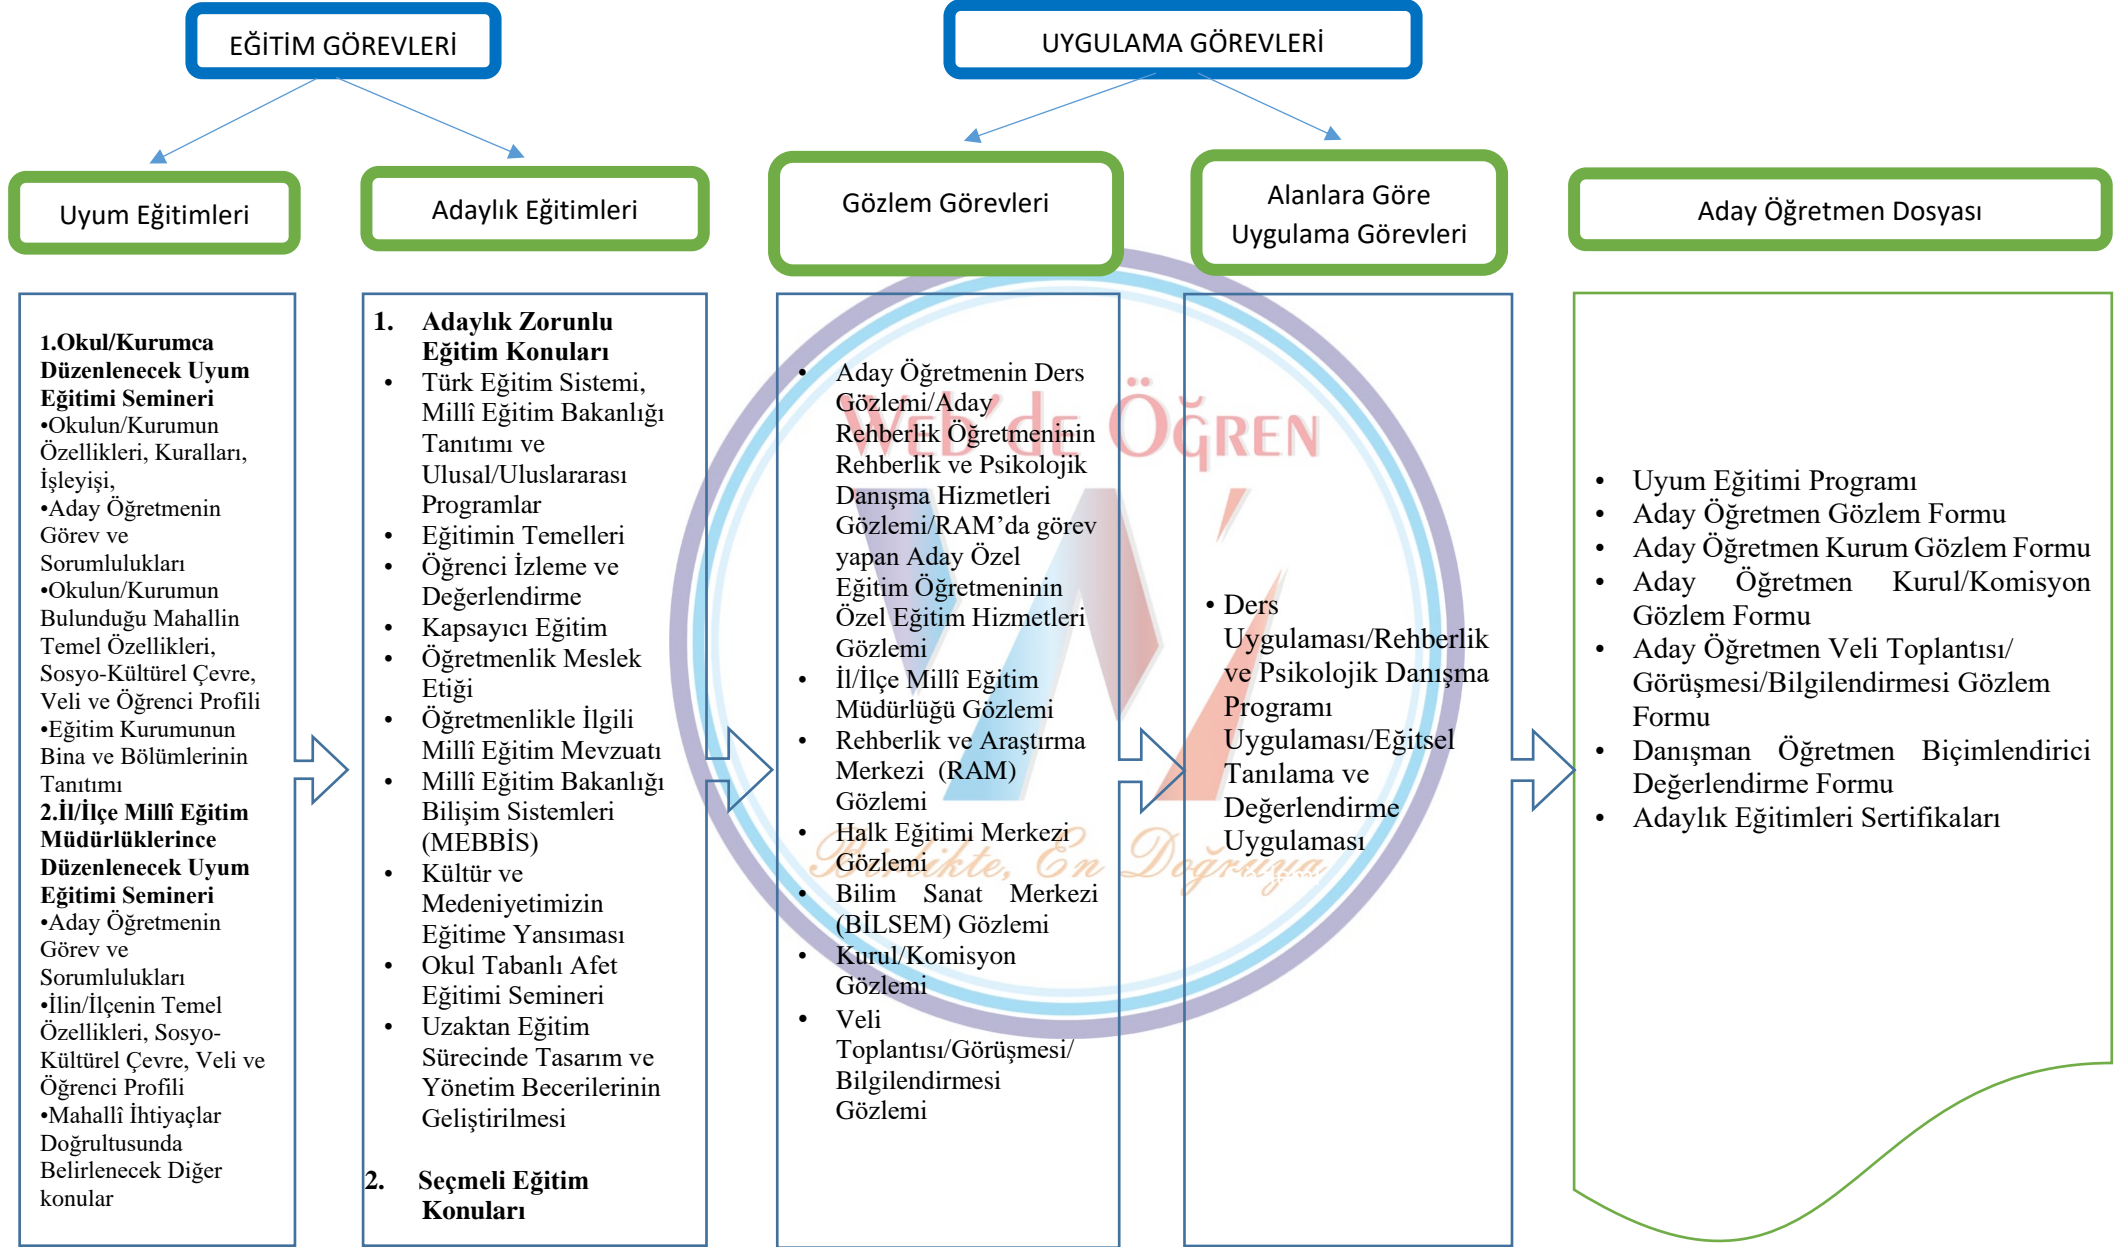 EĞİTİM GÖREVLERİ
UYGULAMA GÖREVLERİ
Uyum Eğitimleri
Adaylık Eğitimleri
Gözlem Görevleri
Alanlara Göre
Uygulama Görevleri
Aday Öğretmen Dosyası
1.Okul/Kurumca
Düzenlenecek Uyum
Eğitimi Semineri
•Okulun/Kurumun
Özellikleri, Kuralları,
İşleyişi,
•Aday Öğretmenin
Görev ve
Sorumlulukları
•Okulun/Kurumun
Bulunduğu Mahallin
Temel Özellikleri,
Sosyo-Kültürel Çevre,
Veli ve Öğrenci Profili
•Eğitim Kurumunun
Bina ve Bölümlerinin
Tanıtımı
2.İl/İlçe Millî Eğitim
Müdürlüklerince
Düzenlenecek Uyum
Eğitimi Semineri
•Aday Öğretmenin
Görev ve
Sorumlulukları
•İlin/İlçenin Temel
Özellikleri, Sosyo-
Kültürel Çevre, Veli ve
Öğrenci Profili
•Mahallî İhtiyaçlar
Doğrultusunda
Belirlenecek Diğer
konular
1. Adaylık Zorunlu
Eğitim Konuları
• Türk Eğitim Sistemi,
Millî Eğitim Bakanlığı
Tanıtımı ve
Ulusal/Uluslararası
Programlar
• Eğitimin Temelleri
• Öğrenci İzleme ve
Değerlendirme
• Kapsayıcı Eğitim
• Öğretmenlik Meslek
Etiği
• Öğretmenlikle İlgili
Millî Eğitim Mevzuatı
• Millî Eğitim Bakanlığı
Bilişim Sistemleri
(MEBBİS)
• Kültür ve
Medeniyetimizin
Eğitime Yansıması
• Okul Tabanlı Afet
Eğitimi Semineri
• Uzaktan Eğitim
Sürecinde Tasarım ve
Yönetim Becerilerinin
Geliştirilmesi
2. Seçmeli Eğitim
Konuları
• Aday Öğretmenin Ders
Gözlemi/Aday
Rehberlik Öğretmeninin
Rehberlik ve Psikolojik
Danışma Hizmetleri
Gözlemi/RAM’da görev
yapan Aday Özel
Eğitim Öğretmeninin
Özel Eğitim Hizmetleri
Gözlemi
• İl/İlçe Millî Eğitim
Müdürlüğü Gözlemi
• Rehberlik ve Araştırma
Merkezi (RAM)
Gözlemi
• Halk Eğitimi Merkezi
Gözlemi
• Bilim Sanat Merkezi
(BİLSEM) Gözlemi
• Kurul/Komisyon
Gözlemi
• Veli
Toplantısı/Görüşmesi/
Bilgilendirmesi
Gözlemi
• Ders
Uygulaması/Rehberlik
ve Psikolojik Danışma
Programı
Uygulaması/Eğitsel
Tanılama ve
Değerlendirme
Uygulaması
• Uyum Eğitimi Programı
• Aday Öğretmen Gözlem Formu
• Aday Öğretmen Kurum Gözlem Formu
• Aday Öğretmen Kurul/Komisyon
Gözlem Formu
• Aday Öğretmen Veli Toplantısı/
Görüşmesi/Bilgilendirmesi Gözlem
Formu
• Danışman Öğretmen Biçimlendirici
Değerlendirme Formu
• Adaylık Eğitimleri Sertifikaları
Web’de Öğren
Birlikte, En Doğruya